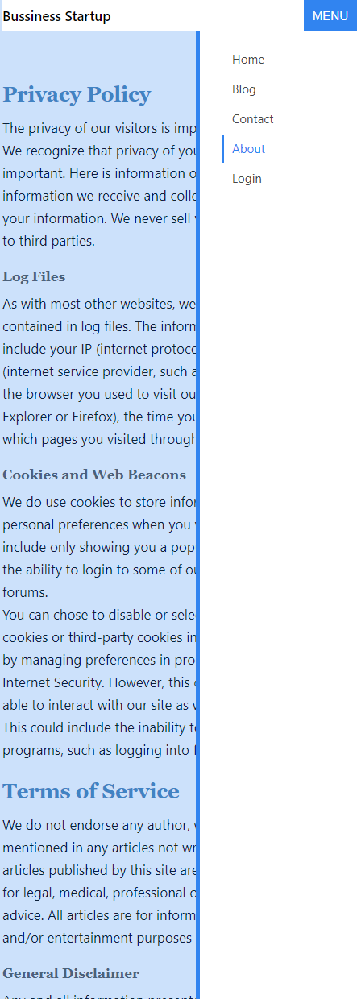 Bussiness Startup
MENU
Home
Blog
Contact
About
Login
Privacy Policy
The privacy of our visitors is imp
We recognize that privacy of you
important. Here is information o
information we receive and colle
your information. We never sell y
to third parties.
Log Files
As with most other websites, we
contained in log files. The inform
include your IP (internet protoco
(internet service provider, such a
the browser you used to visit ou
Explorer or Firefox), the time you
which pages you visited through
Cookies and Web Beacons
We do use cookies to store infor
personal preferences when you v
include only showing you a pop
the ability to login to some of ou
forums.
You can chose to disable or sele
cookies or third-party cookies in
by managing preferences in pro
Internet Security. However, this c
able to interact with our site as w
This could include the inability to
programs, such as logging into f
Terms of Service
We do not endorse any author, w
mentioned in any articles not wr
articles published by this site are
for legal, medical, professional o
advice. All articles are for inform
and/or entertainment purposes
General Disclaimer